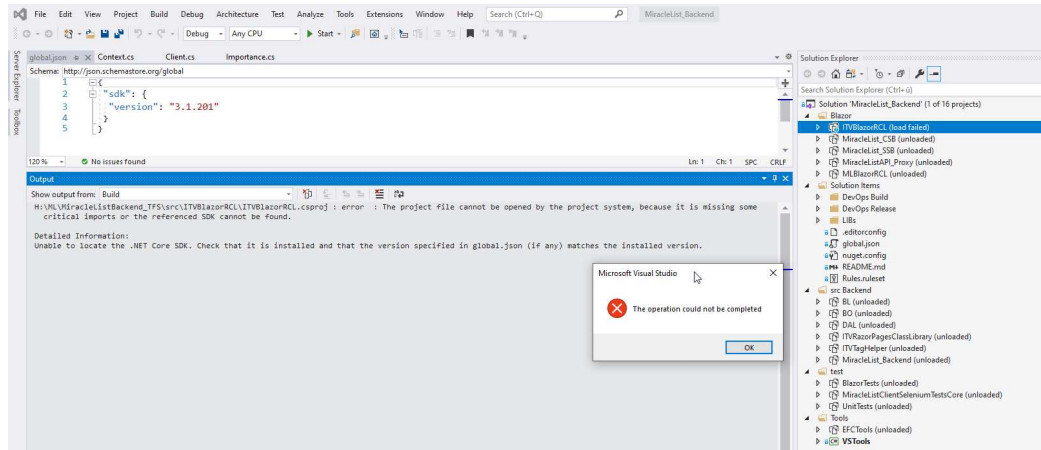 File Edit View Project Build Debug Architecture Test Analyze Tools Extensions Window Help Search (Ctrl+Q) MiracleList_Backend
Debug Any CPU Start
Server Explorer
Toolbox
global.json Context.cs Client.cs Importance.cs
Schema: http://json.schemastore.org/global
1 {
2 "sdk": {
3 "version": "3.1.201"
4 }
5 }
120 % No issues found Ln: 1 Ch: 1 SPC CRLF
Output
Show output from: Build
H:\ML\MiracleListBackend_TFS\src\ITVBlazorRCL\ITVBlazorRCL.csproj : error : The project file cannot be opened by the project system, because it is missing some
critical imports or the referenced SDK cannot be found.
Detailed Information:
Unable to locate the .NET Core SDK. Check that it is installed and that the version specified in global.json (if any) matches the installed version.
Microsoft Visual Studio
The operation could not be completed
OK
Solution Explorer
Search Solution Explorer (Ctrl+ü)
Solution 'MiracleList_Backend' (1 of 16 projects)
Blazor
ITVBlazorRCL (load failed)
MiracleList_CSB (unloaded)
MiracleList_SSB (unloaded)
MiracleListAPI_Proxy (unloaded)
MLBlazorRCL (unloaded)
Solution Items
DevOps Build
DevOps Release
LIBs
.editorconfig
global.json
nuget.config
README.md
Rules.ruleset
src Backend
BL (unloaded)
BO (unloaded)
DAL (unloaded)
ITVRazorPagesClassLibrary (unloaded)
ITVTagHelper (unloaded)
MiracleList_Backend (unloaded)
test
BlazorTests (unloaded)
MiracleListClientSeleniumTestsCore (unloaded)
UnitTests (unloaded)
Tools
EFCTools (unloaded)
VSTools